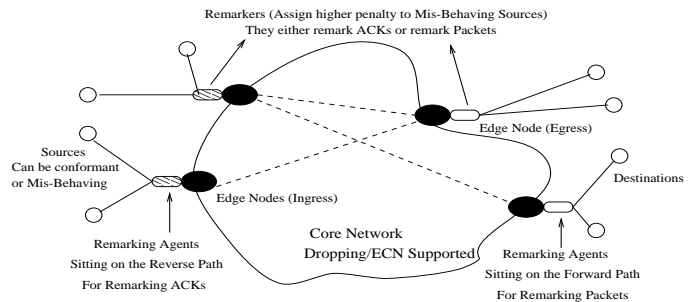 Remarkers (Assign higher penalty to Mis-Behaving Sources)
They either remark ACKs or remark Packets
Edge Node (Egress)
Sources
Can be conformant
or Mis-Behaving
Destinations
Edge Nodes (Ingress)
Core Network
Dropping/ECN Supported
Remarking Agents
Sitting on the Reverse Path
For Remarking ACKs
Remarking Agents
Sitting on the Forward Path
For Remarking Packets